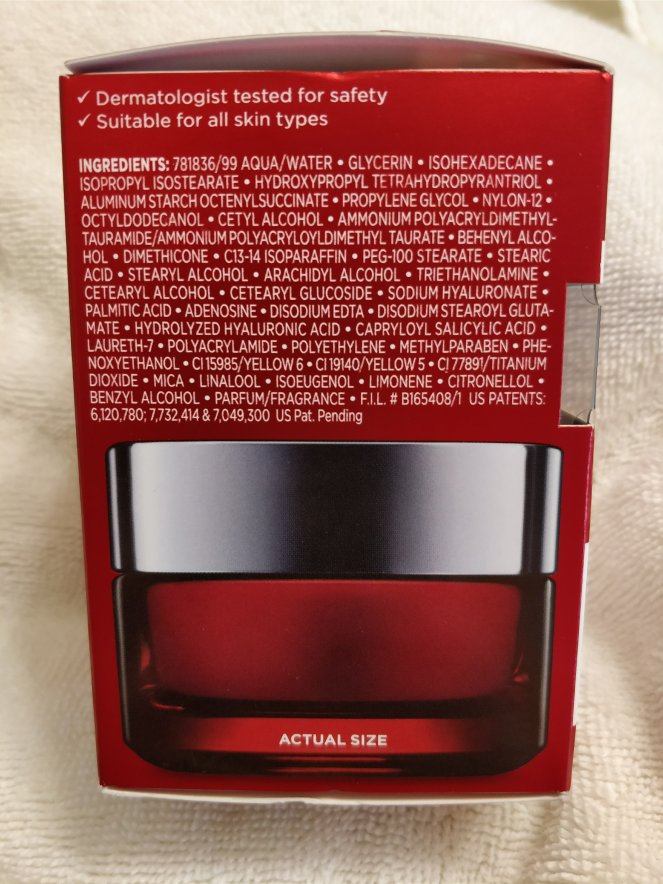 ✓ Dermatologist tested for safety
✓ Suitable for all skin types
INGREDIENTS: 781836/99 AQUA/WATER • GLYCERIN • ISOHEXADECANE •
ISOPROPYL ISOSTEARATE • HYDROXYPROPYL TETRAHYDROPYRANTRIOL •
ALUMINUM STARCH OCTENYLSUCCINATE • PROPYLENE GLYCOL • NYLON-12 •
OCTYLDODECANOL • CETYL ALCOHOL • AMMONIUM POLYACRYLDIMETHYL-
TAURAMIDE/AMMONIUM POLYACRYLOYLDIMETHYL TAURATE • BEHENYL ALCO-
HOL • DIMETHICONE • C13-14 ISOPARAFFIN • PEG-100 STEARATE • STEARIC
ACID • STEARYL ALCOHOL • ARACHIDYL ALCOHOL • TRIETHANOLAMINE •
CETEARYL ALCOHOL • CETEARYL GLUCOSIDE • SODIUM HYALURONATE •
PALMITIC ACID • ADENOSINE • DISODIUM EDTA • DISODIUM STEAROYL GLUTA-
MATE • HYDROLYZED HYALURONIC ACID • CAPRYLOYL SALICYLIC ACID •
LAURETH-7 • POLYACRYLAMIDE • POLYETHYLENE • METHYLPARABEN • PHE-
NOXYETHANOL • CI 15985/YELLOW 6 • CI 19140/YELLOW 5 • CI 77891/TITANIUM
DIOXIDE • MICA • LINALOOL • ISOEUGENOL • LIMONENE • CITRONELLOL •
BENZYL ALCOHOL • PARFUM/FRAGRANCE • F.I.L. # B165408/1 US PATENTS:
6,120,780; 7,732,414 & 7,049,300 US Pat. Pending
ACTUAL SIZE